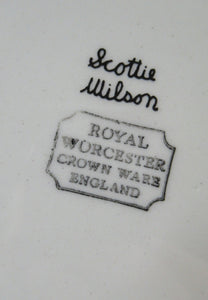 Scottie
Wilson
ROYAL
WORCESTER
CROWN WARE
ENGLAND